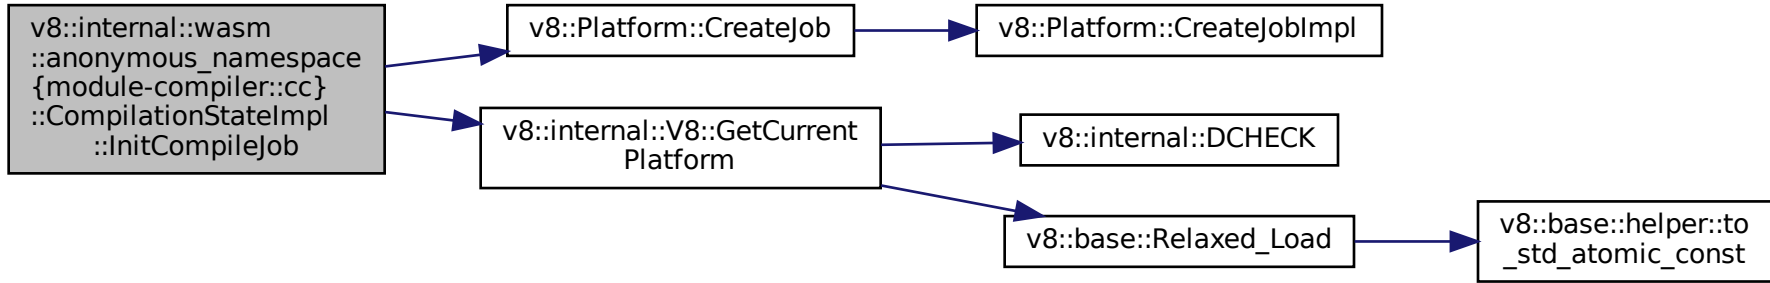 v8::internal::wasm
::anonymous_namespace
{module-compiler::cc}
::CompilationStateImpl
::InitCompileJob
v8::Platform::CreateJob
v8::Platform::CreateJobImpl
v8::internal::V8::GetCurrent
Platform
v8::internal::DCHECK
v8::base::Relaxed_Load
v8::base::helper::to
_std_atomic_const